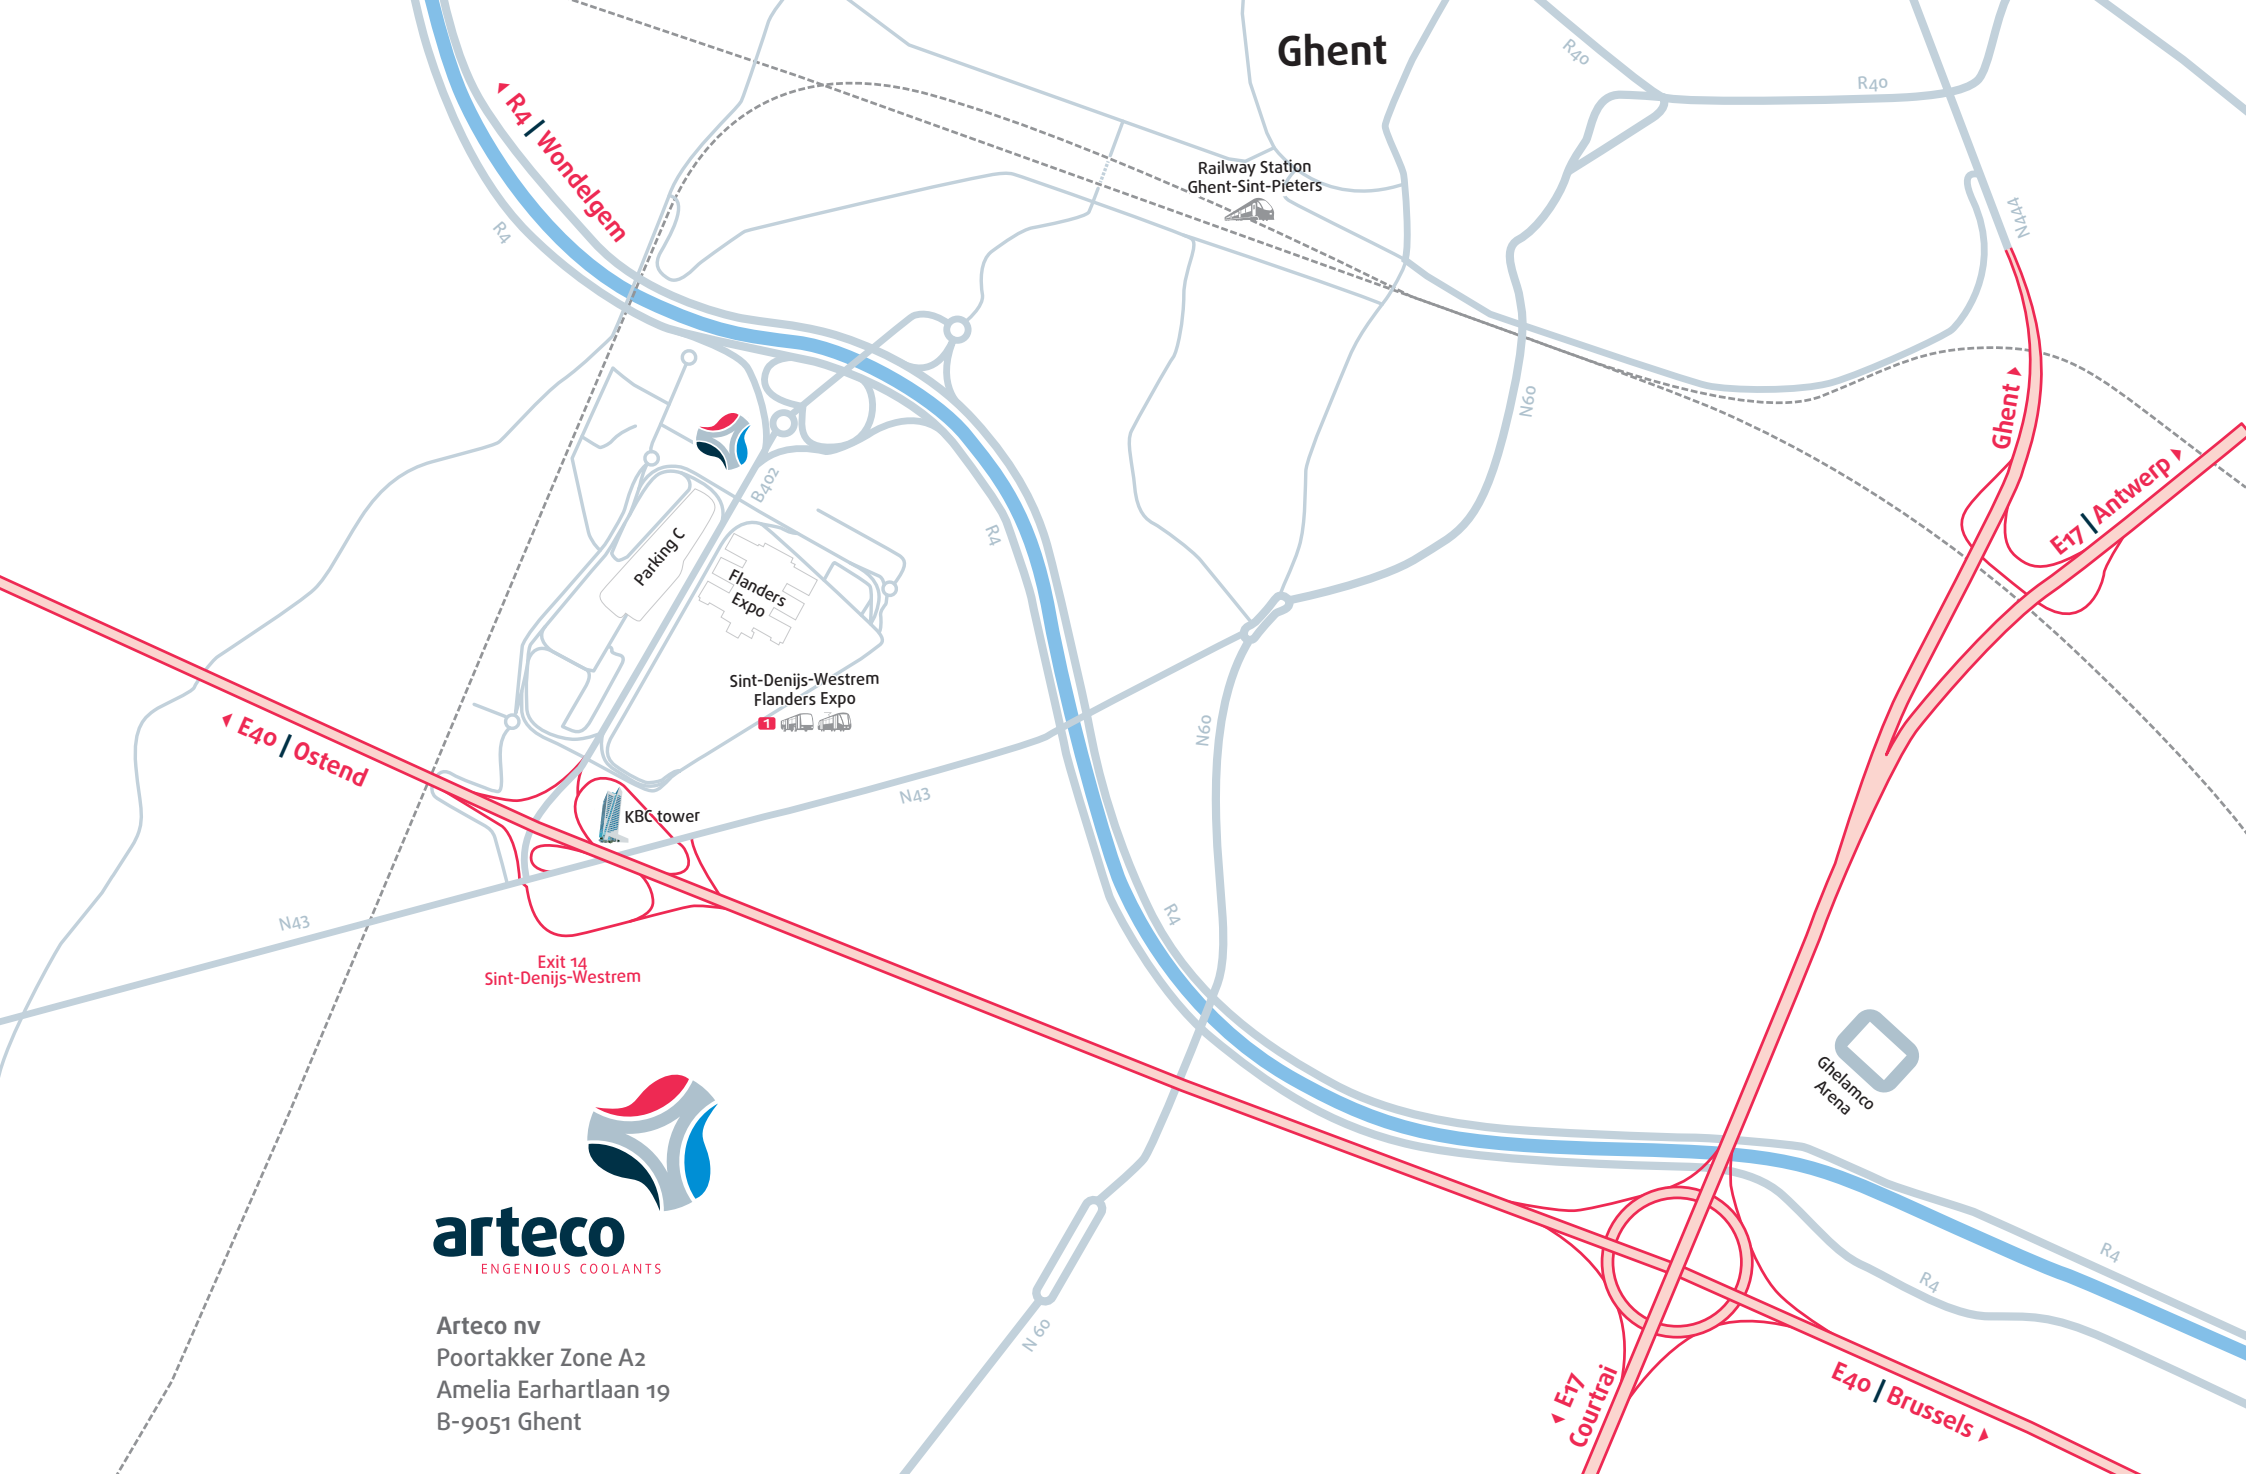 Ghent
R40
R40
R4 | Wondelgem
Railway Station
Ghent-Sint-Pieters
R4
N444
Ghent
N60
E17 | Antwerp
B402
R4
Parking C
Flanders
Expo
Sint-Denijs-Westrem
Flanders Expo
1
E40 | Ostend
N60
N43
KBC tower
N43
R4
Exit 14
Sint-Denijs-Westrem
Ghelamco
Arena
arteco
ENGENIOUS COOLANTS
R4
R4
Arteco nv
Poortakker Zone A2
Amelia Earhartlaan 19
B-9051 Ghent
N 60
E17
Courtrai
E40 | Brussels